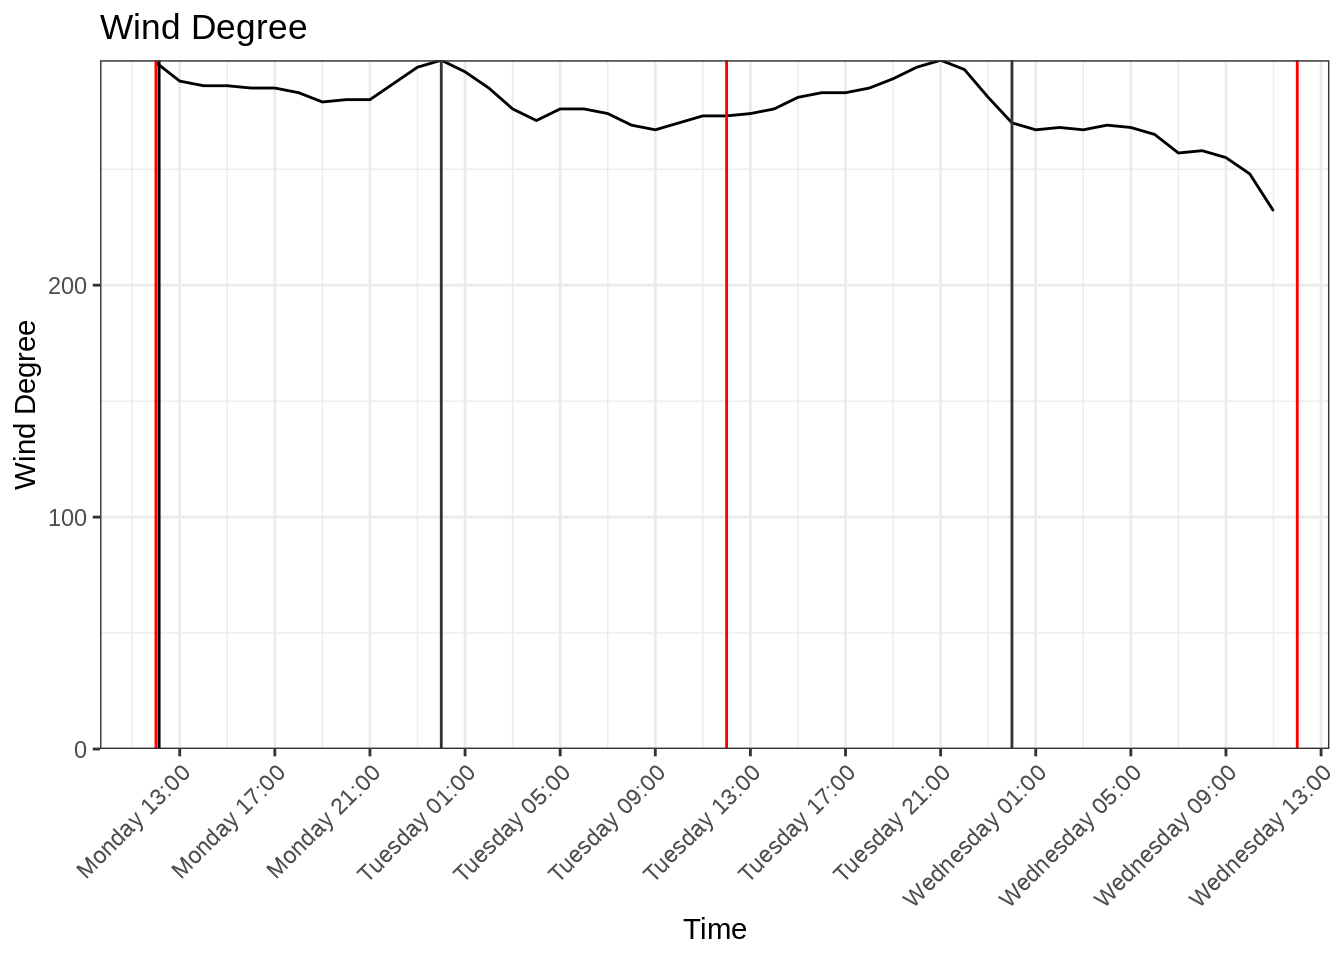 Wind Degree
Wind Degree
200
100
0
Monday 13:00
Monday 17:00
Monday 21:00
Tuesday 01:00
Tuesday 05:00
Tuesday 09:00
Tuesday 13:00
Tuesday 17:00
Tuesday 21:00
Wednesday 01:00
Wednesday 05:00
Wednesday 09:00
Wednesday 13:00
Time